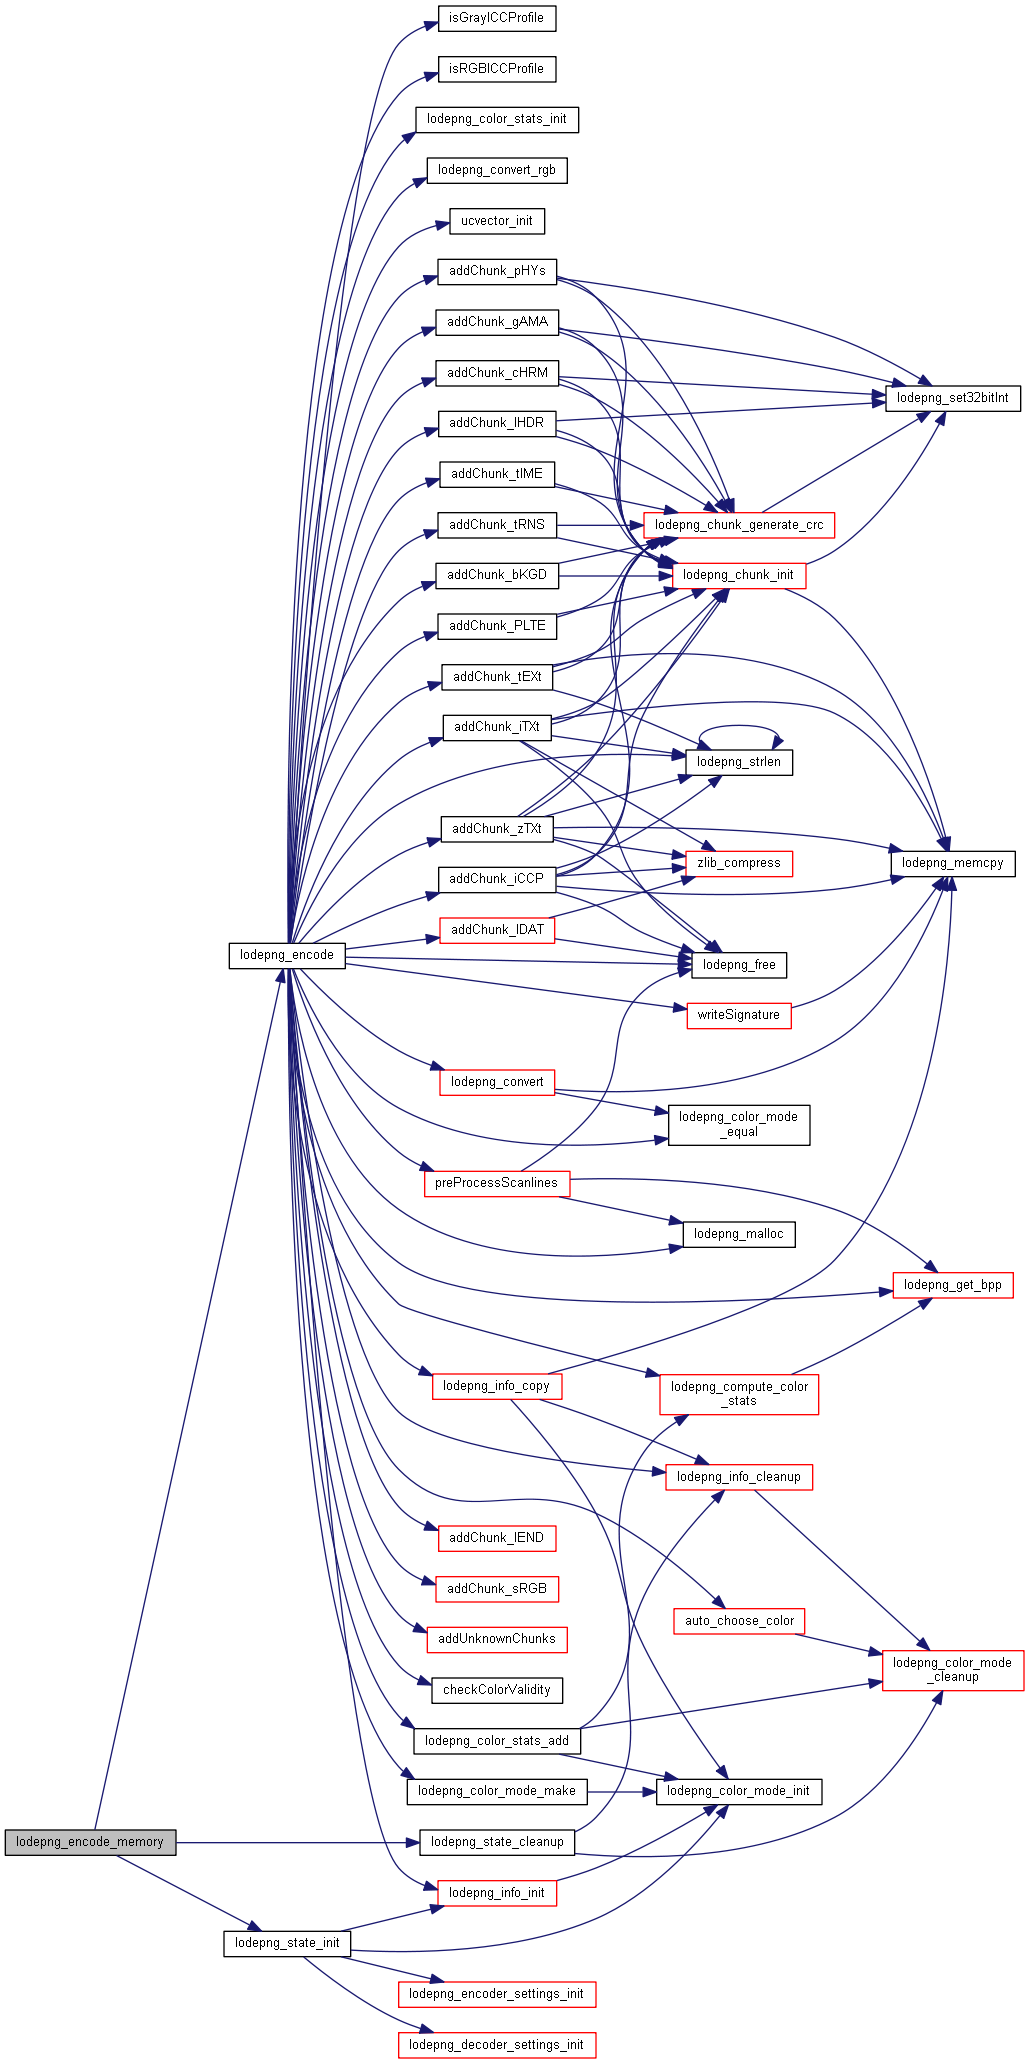 isGrayICCProfile
isRGBICCProfile
lodepng_color_stats_init
lodepng_convert_rgb
ucvector_init
addChunk_pHYs
addChunk_gAMA
addChunk_cHRM
lodepng_set32bitInt
addChunk_IHDR
addChunk_tIME
addChunk_tRNS
lodepng_chunk_generate_crc
addChunk_bKGD
lodepng_chunk_init
addChunk_PLTE
addChunk_tEXt
addChunk_iTXt
lodepng_strlen
addChunk_zTXt
zlib_compress
lodepng_memcpy
addChunk_iCCP
addChunk_IDAT
lodepng_encode
lodepng_free
writeSignature
lodepng_convert
lodepng_color_mode
_equal
preProcessScanlines
lodepng_malloc
lodepng_get_bpp
lodepng_info_copy
lodepng_compute_color
_stats
lodepng_info_cleanup
addChunk_IEND
addChunk_sRGB
auto_choose_color
addUnknownChunks
lodepng_color_mode
_cleanup
checkColorValidity
lodepng_color_stats_add
lodepng_color_mode_make
lodepng_color_mode_init
lodepng_encode_memory
lodepng_state_cleanup
lodepng_info_init
lodepng_state_init
lodepng_encoder_settings_init
lodepng_decoder_settings_init